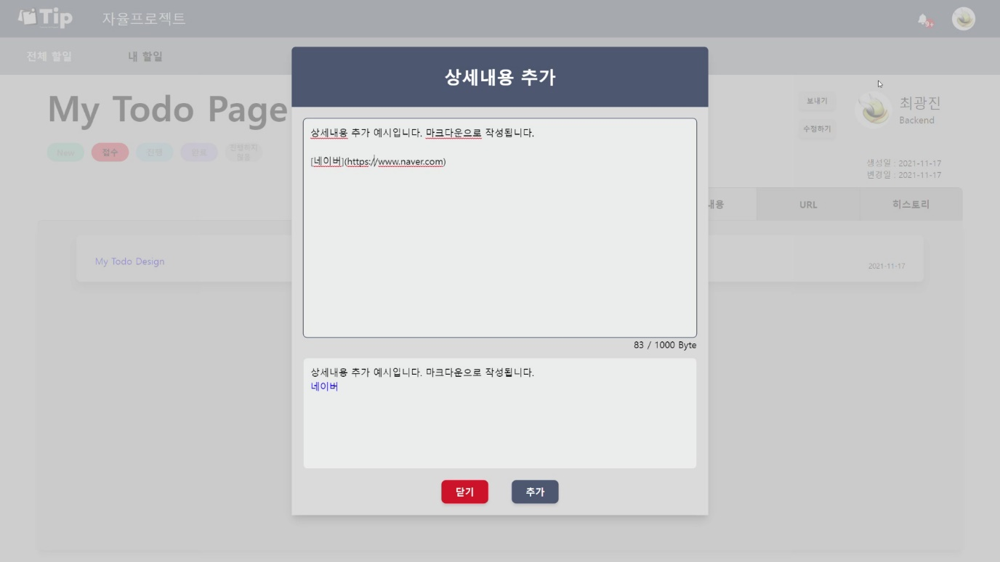 Tip
자율프로젝트
9+
전체 할일
내 할일
상세내용 추가
My Todo Page
보내기
수정하기
최광진
Backend
New
접수
진행
완료
진행하지
않음
생성일 : 2021-11-17
변경일 : 2021-11-17
내용
URL
히스토리
My Todo Design
2021-11-17
상세내용 추가 예시입니다. 마크다운으로 작성됩니다.
[네이버](https://www.naver.com)
83 / 1000 Byte
상세내용 추가 예시입니다. 마크다운으로 작성됩니다.
네이버
닫기
추가